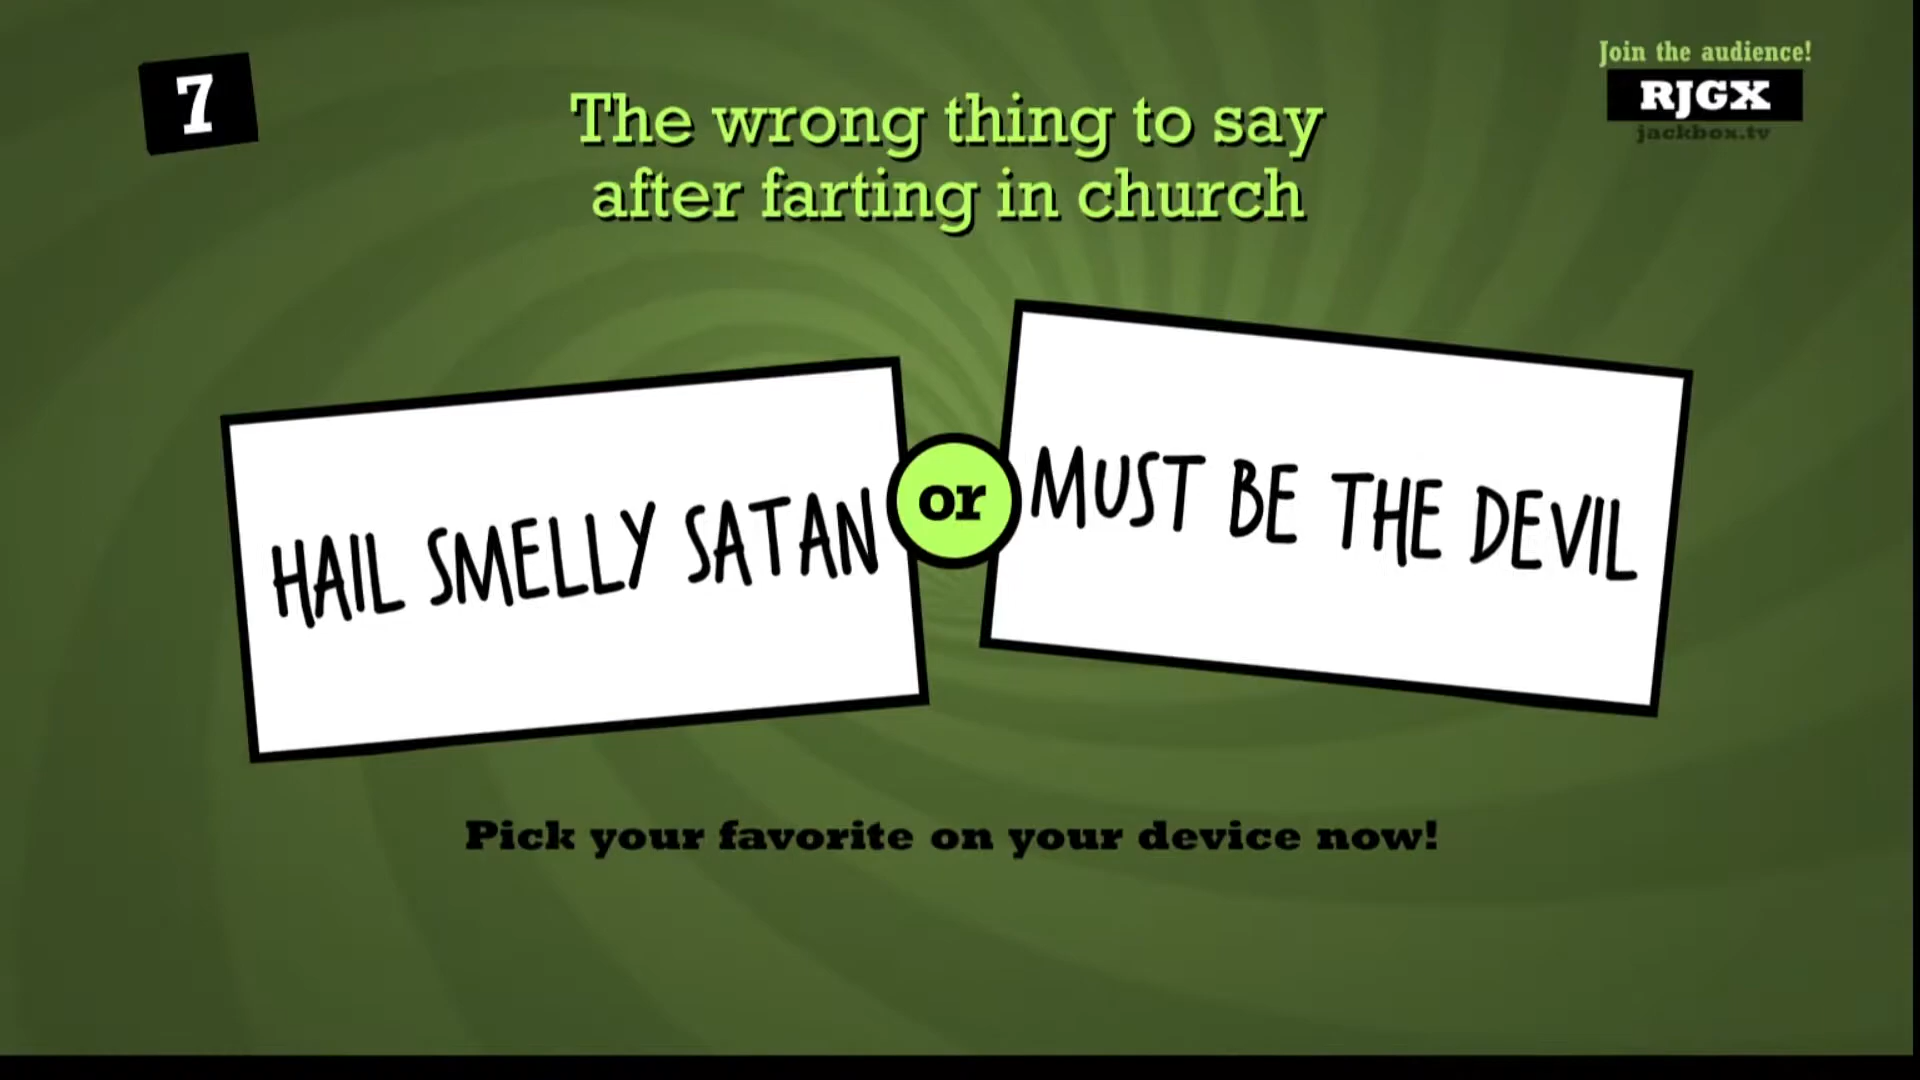 7
Join the audience!
RJGX
jackbox.tv
The wrong thing to say
after farting in church
HAIL SMELLY SATAN
or
MUST BE THE DEVIL
Pick your favorite on your device now!